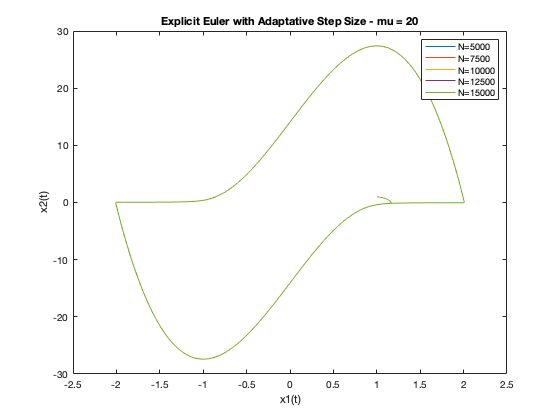 Explicit Euler with Adaptative Step Size - mu = 20
30
20
10
0
-10
-20
-30
x2(t)
-2.5 -2 -1.5 -1 -0.5 0 0.5 1 1.5 2 2.5
x1(t)
N=5000
N=7500
N=10000
N=12500
N=15000